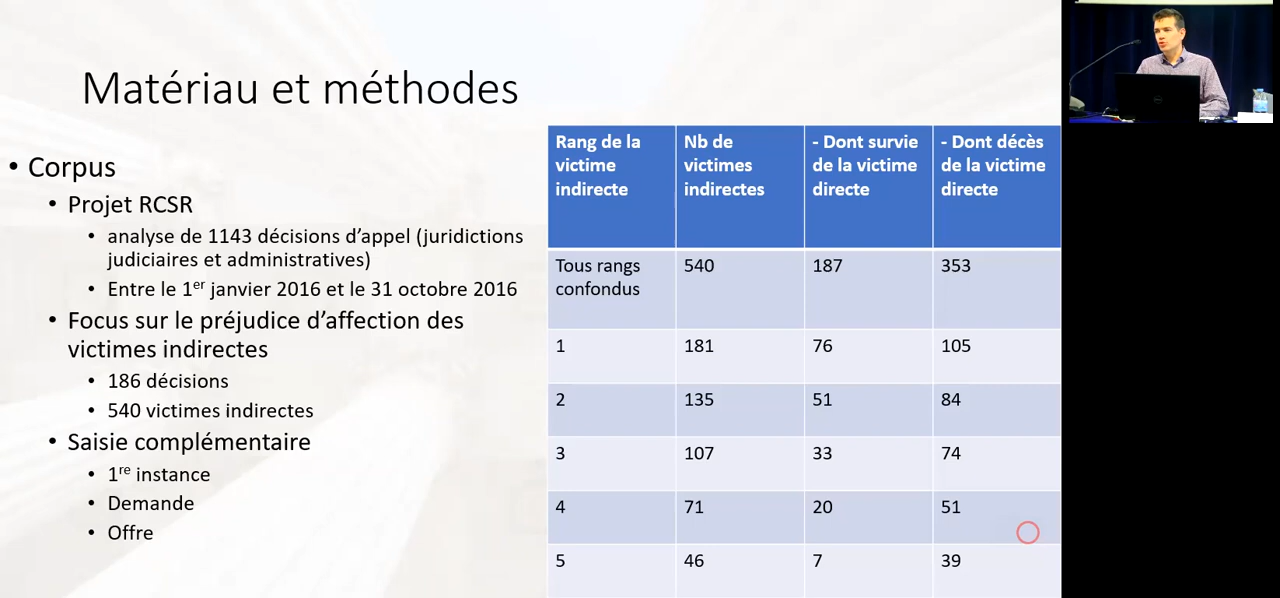 Matériau et méthodes
• Corpus
• Projet RCSR
• analyse de 1143 décisions d’appel (juridictions
judiciaires et administratives)
• Entre le 1er janvier 2016 et le 31 octobre 2016
• Focus sur le préjudice d’affection des
victimes indirectes
• 186 décisions
• 540 victimes indirectes
• Saisie complémentaire
• 1re instance
• Demande
• Offre
Rang de la victime indirecte | Nb de victimes indirectes | - Dont survie de la victime directe | - Dont décès de la victime directe
Tous rangs confondus | 540 | 187 | 353
1 | 181 | 76 | 105
2 | 135 | 51 | 84
3 | 107 | 33 | 74
4 | 71 | 20 | 51
5 | 46 | 7 | 39